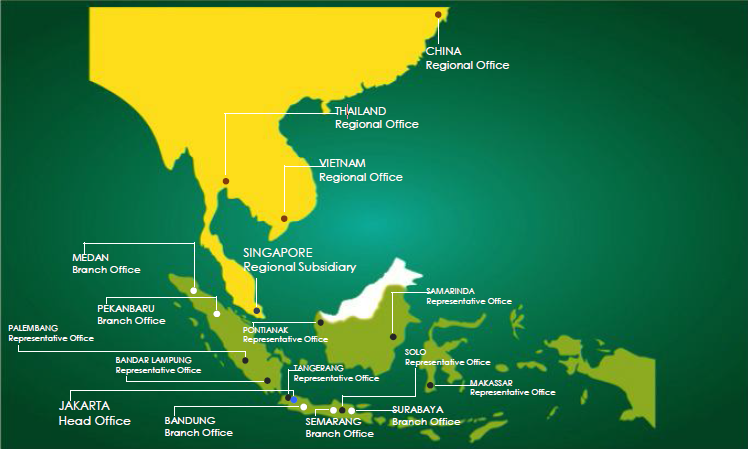 CHINA
Regional Office
THAILAND
Regional Office
VIETNAM
Regional Office
SINGAPORE
Regional Subsidiary
MEDAN
Branch Office
PEKANBARU
Branch Office
SAMARINDA
Representative Office
PALEMBANG
Representative Office
PONTIANAK
Representative Office
BANDAR LAMPUNG
Representative Office
TANGERANG
Representative Office
SOLO
Representative Office
MAKASSAR
Representative Office
JAKARTA
Head Office
BANDUNG
Branch Office
SEMARANG
Branch Office
SURABAYA
Branch Office